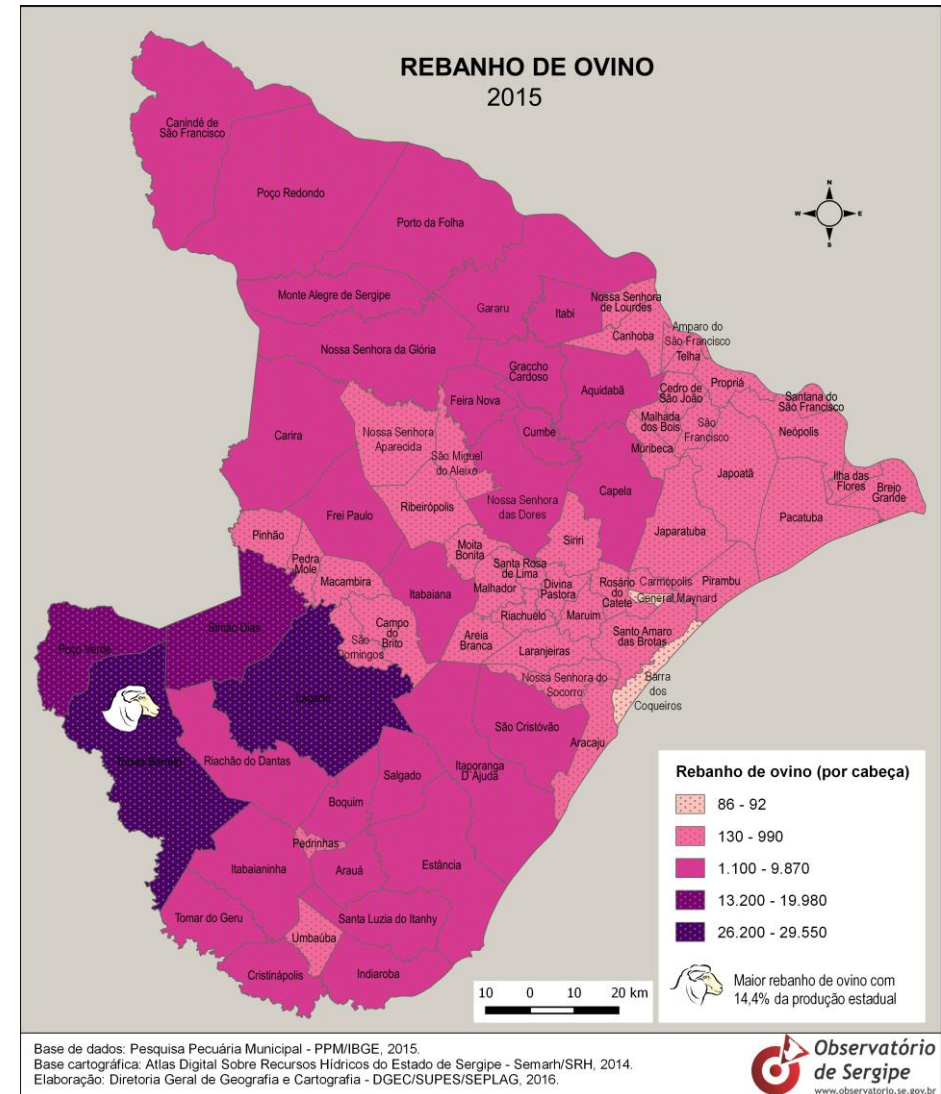 REBANHO DE OVINO
2015
Canindé de
São Francisco
Poço Redondo
Porto da Folha
N
W
E
S
Monte Alegre de Sergipe
Gararu
Itabi
Nossa Senhora
de Lourdes
Canhoba
Amparo do
São Francisco
Telha
Nossa Senhora da Glória
Graccho
Cardoso
Aquidabã
Cedro de
São João
Propriá
Santana do
São Francisco
Feira Nova
Carira
Nossa Senhora
Aparecida
São Miguel
do Aleixo
Cumbe
Malhada
dos Bois
São
Francisco
Neópolis
Muribeca
Japoatã
Ilha das
Flores
Brejo
Grande
Frei Paulo
Ribeirópolis
Nossa Senhora
das Dores
Capela
Pacatuba
Pinhão
Pedra
Mole
Moita
Bonita
Siriri
Japaratuba
Macambira
Itabaiana
Santa Rosa
de Lima
Malhador
Divina
Pastora
Rosário
do
Catete
Carmópolis
General Maynard
Pirambu
Riachuelo
Maruim
Poço Verde
Simão Dias
São
Domingos
Campo
do
Brito
Areia
Branca
Laranjeiras
Santo Amaro
das Brotas
Nossa Senhora do
Socorro
Barra
dos
Coqueiros
Lagarto
Tobias Barreto
Riachão do Dantas
São Cristóvão
Aracaju
Itaporanga
D'Ajuda
Salgado
Boquim
Pedrinhas
Itabaianinha
Arauá
Estância
Tomar do Geru
Santa Luzia do Itanhy
Umbaúba
Cristinápolis
Indiaroba
Rebanho de ovino (por cabeça)
86 - 92
130 - 990
1.100 - 9.870
13.200 - 19.980
26.200 - 29.550
Maior rebanho de ovino com
14,4% da produção estadual
10 0 10 20 km
Base de dados: Pesquisa Pecuária Municipal - PPM/IBGE, 2015.
Base cartográfica: Atlas Digital Sobre Recursos Hídricos do Estado de Sergipe - Semarh/SRH, 2014.
Elaboração: Diretoria Geral de Geografia e Cartografia - DGEC/SUPES/SEPLAG, 2016.
Observatório
de Sergipe
www.observatorio.se.gov.br